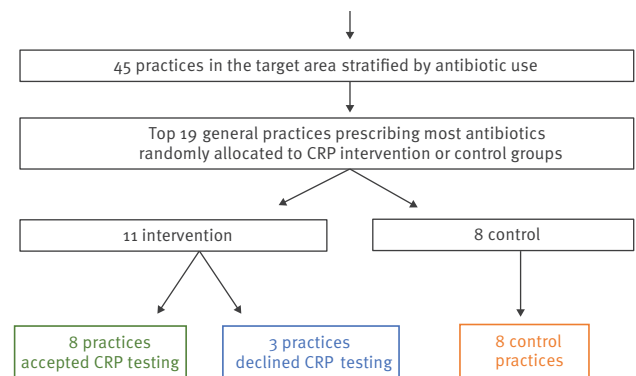 45 practices in the target area stratified by antibiotic use
Top 19 general practices prescribing most antibiotics
randomly allocated to CRP intervention or control groups
11 intervention
8 control
8 practices
accepted CRP testing
3 practices
declined CRP testing
8 control
practices